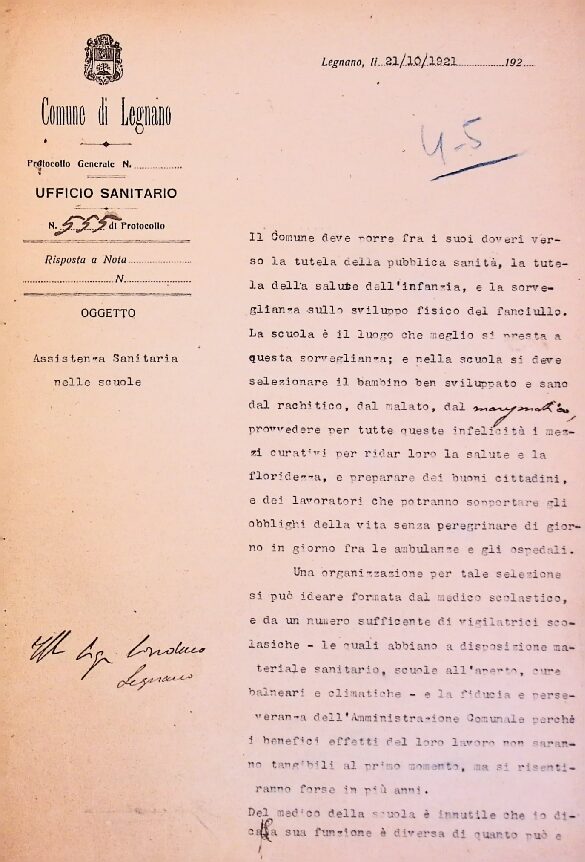 Legnano, lì 21/10/1921 192
Comune di Legnano
4-5
Protocollo Generale N.
UFFICIO SANITARIO
N. 555 di Protocollo
Risposta a Nota
N.
OGGETTO
Assistenza Sanitaria
nelle scuole
Ill Sig. Sindaco
Legnano
Il Comune deve porre fra i suoi doveri ver-
so la tutela della pubblica sanità, la tute-
la della salute dell'infanzia, e la sorve-
glianza sullo sviluppo fisico del fanciullo.
La scuola è il luogo che meglio si presta a
questa sorveglianza; e nella scuola si deve
selezionare il bambino ben sviluppato e sano
dal rachitico, dal malato, dal
provvedere per tutte queste infelicità i mez-
zi curativi per ridar loro la salute e la
floridezza, e preparare dei buoni cittadini,
e dei lavoratori che potranno sopportare gli
obblighi della vita senza peregrinare di gior-
no in giorno fra le ambulanze e gli ospedali.
Una organizzazione per tale selezione
si può ideare formata dal medico scolastico,
e da un numero sufficente di vigilatrici sco-
lasiche - le quali abbiano a disposizione ma-
teriale sanitario, scuole all'aperto, cure
balneari e climatiche - e la fiducia e perse-
veranza dell'Amministrazione Comunale perché
i benefici effetti del loro lavoro non saran-
no tangibili al primo momento, ma si risenti-
ranno forse in più anni.
Del medico della scuola è innutile che io di-
ca la sua funzione è diversa di quanto può e